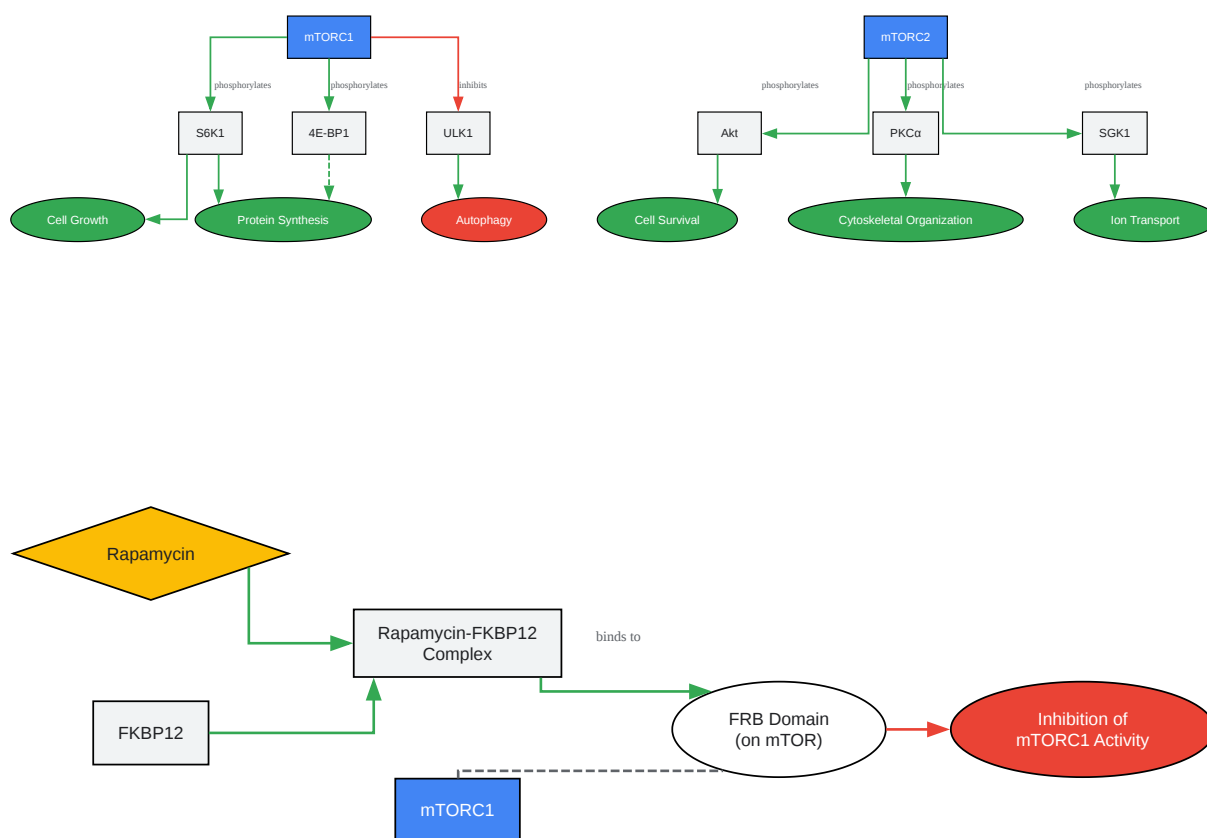 mTORC1
mTORC2
phosphorylates
phosphorylates
inhibits
phosphorylates
phosphorylates
phosphorylates
S6K1
4E-BP1
ULK1
Akt
PKCα
SGK1
Cell Growth
Protein Synthesis
Autophagy
Cell Survival
Cytoskeletal Organization
Ion Transport
Rapamycin
Rapamycin-FKBP12
Complex
binds to
FKBP12
FRB Domain
(on mTOR)
Inhibition of
mTORC1 Activity
mTORC1